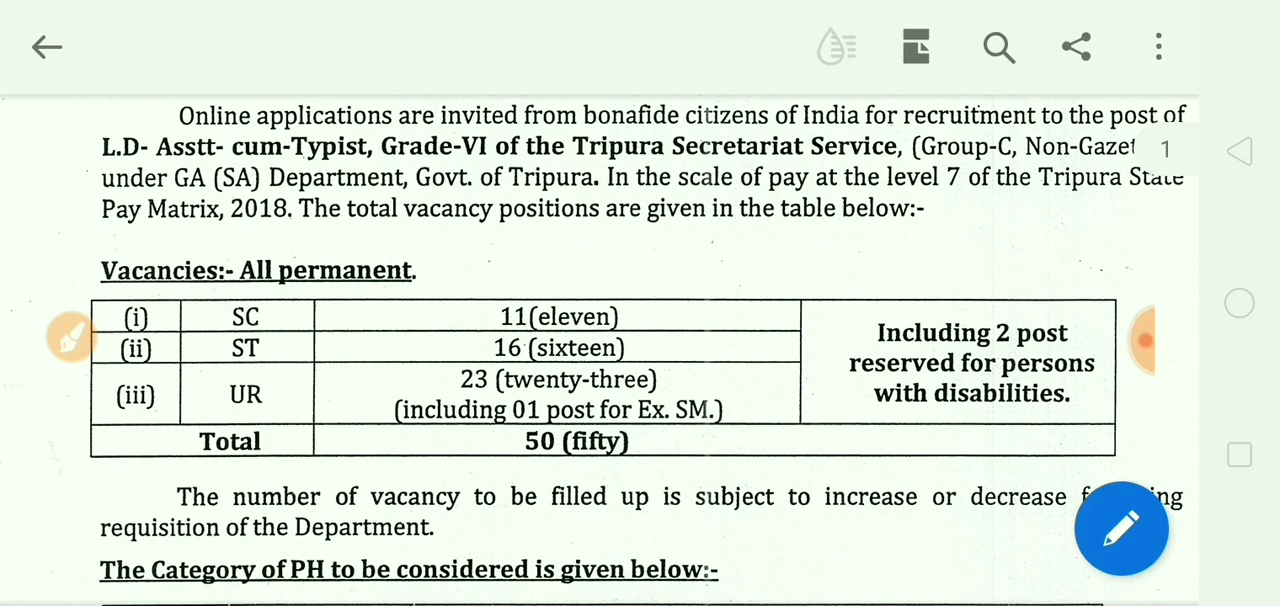 Online applications are invited from bonafide citizens of India for recruitment to the post of
L.D- Asstt- cum-Typist, Grade-VI of the Tripura Secretariat Service, (Group-C, Non-Gazet
1
under GA (SA) Department, Govt. of Tripura. In the scale of pay at the level 7 of the Tripura State
Pay Matrix, 2018. The total vacancy positions are given in the table below:-
Vacancies:- All permanent.
(i) SC 11(eleven)
(ii) ST 16 (sixteen)
(iii) UR 23 (twenty-three)
(including 01 post for Ex. SM.)
Including 2 post
reserved for persons
with disabilities.
Total 50 (fifty)
The number of vacancy to be filled up is subject to increase or decrease
requisition of the Department.
The Category of PH to be considered is given below:-